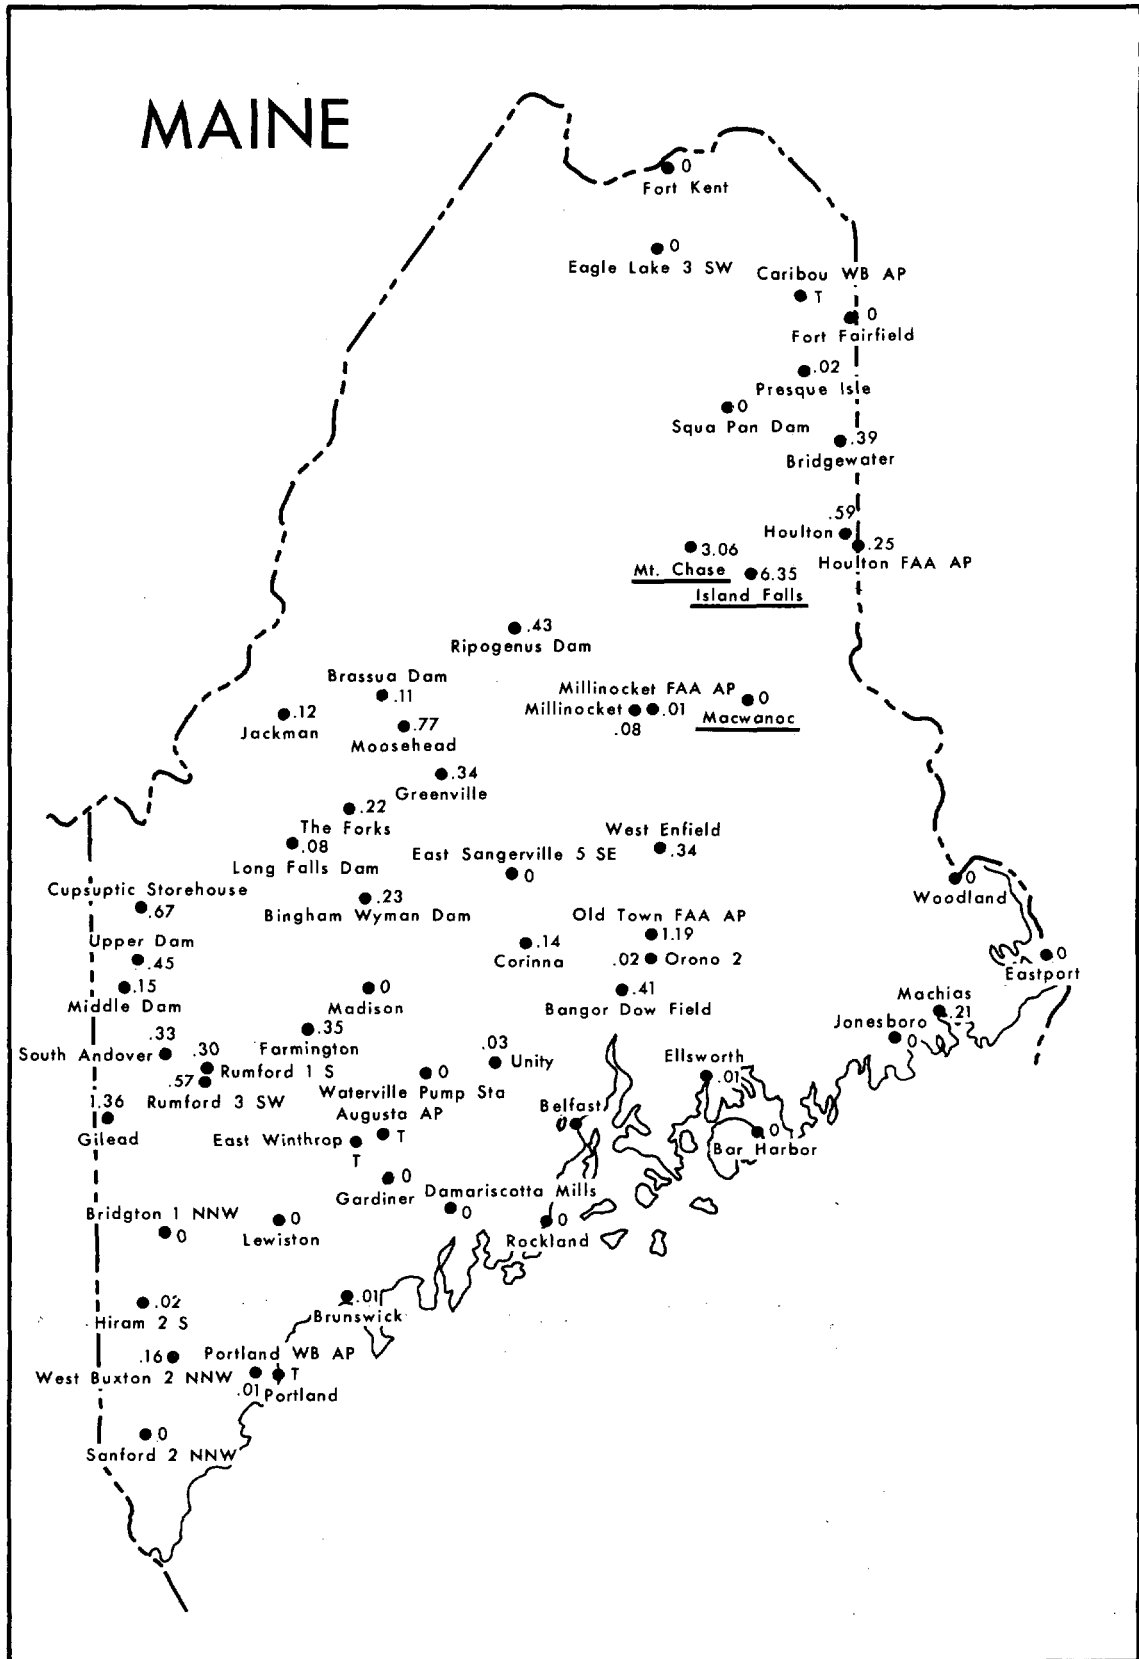 MAINE
0
Fort Kent
0
Eagle Lake 3 SW
Caribou WB AP
T
0
Fort Fairfield
.02
Presque Isle
0
Squa Pan Dam
.39
Bridgewater
.59
Houlton
.25
Houlton FAA AP
3.06
Mt. Chase
6.35
Island Falls
.43
Ripogenus Dam
Brassua Dam
.11
.12
Jackman
.77
Moosehead
Millinocket FAA AP
Millinocket .01
.08
0
Macwanoc
.34
Greenville
.22
The Forks
.08
Long Falls Dam
East Sangerville 5 SE
0
West Enfield
.34
Cupsuptic Storehouse
.67
.23
Bingham Wyman Dam
0
Woodland
Upper Dam
.45
.14
Corinna
Old Town FAA AP
1.19
.02 Orono 2
0
Eastport
.15
Middle Dam
0
Madison
.41
Bangor Dow Field
Machias
.21
Jonesboro
0
.33
South Andover
.35
Farmington
.30
Rumford 1 S
.57
Rumford 3 SW
.03
Unity
0
Waterville Pump Sta
Ellsworth
.01
1.36
Gilead
Augusta AP
T
East Winthrop
T
Belfast
0
0
Bar Harbor
0
Gardiner
Damariscotta Mills
0
Bridgton 1 NNW
0
0
Lewiston
0
Rockland
.02
Hiram 2 S
.01
Brunswick
.16
West Buxton 2 NNW
Portland WB AP
.01
T
Portland
0
Sanford 2 NNW